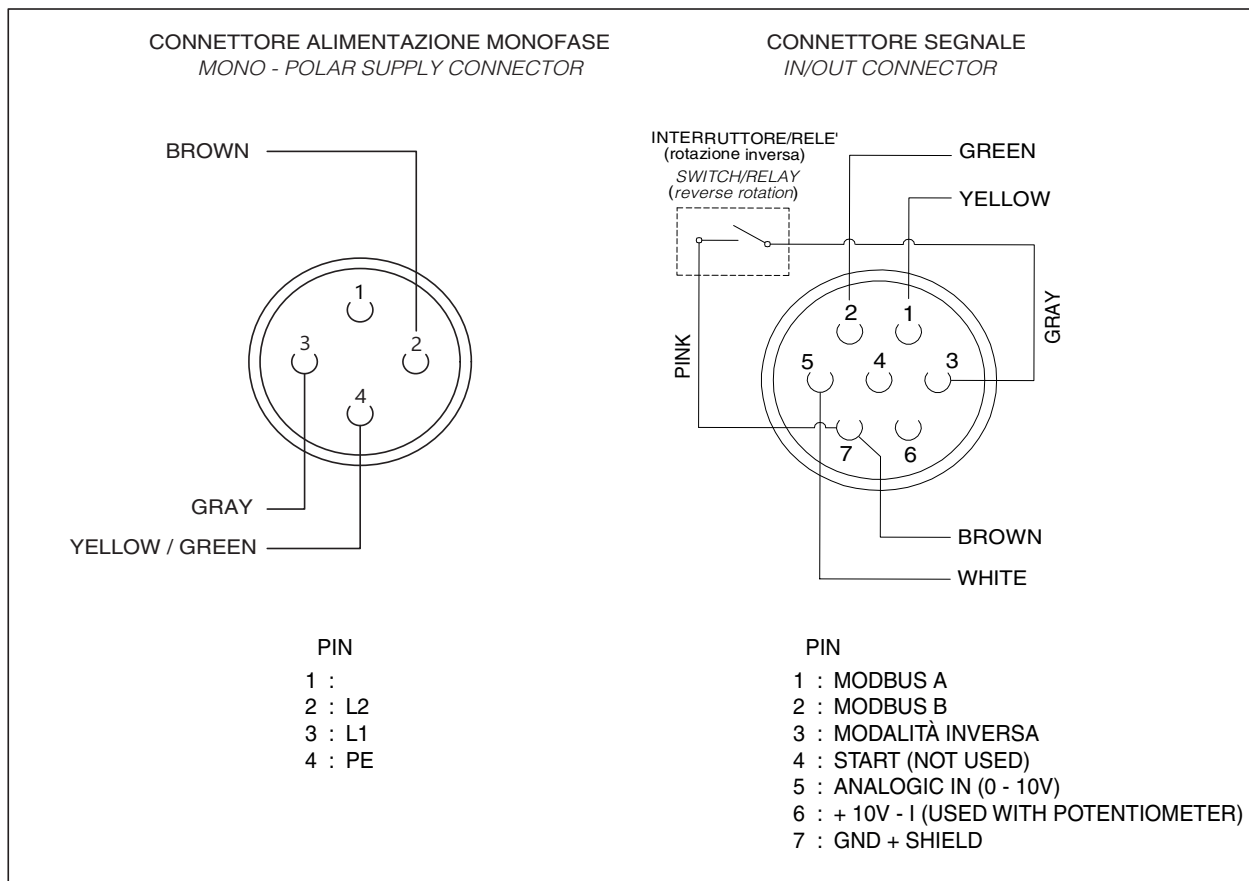 CONNETTORE ALIMENTAZIONE MONOFASE
MONO - POLAR SUPPLY CONNECTOR
BROWN
1
3
2
4
GRAY
YELLOW / GREEN
PIN
1 :
2 : L2
3 : L1
4 : PE
CONNETTORE SEGNALE
IN/OUT CONNECTOR
INTERRUTTORE/RELE'
(rotazione inversa)
SWITCH/RELAY
(reverse rotation)
GREEN
YELLOW
PINK
GRAY
2 1
5 4 3
7 6
BROWN
WHITE
PIN
1 : MODBUS A
2 : MODBUS B
3 : MODALITÀ INVERSA
4 : START (NOT USED)
5 : ANALOGIC IN (0 - 10V)
6 : + 10V - I (USED WITH POTENTIOMETER)
7 : GND + SHIELD